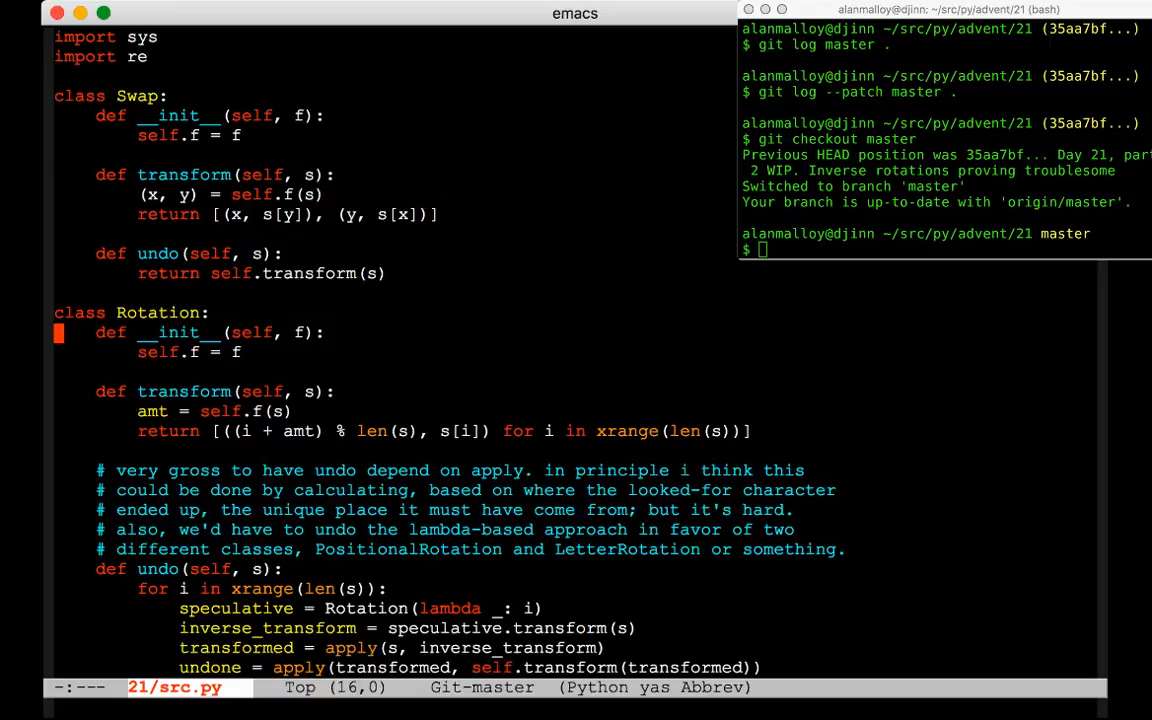 emacs
import sys
import re
class Swap:
def __init__(self, f):
self.f = f
def transform(self, s):
(x, y) = self.f(s)
return [(x, s[y]), (y, s[x])]
def undo(self, s):
return self.transform(s)
class Rotation:
def __init__(self, f):
self.f = f
def transform(self, s):
amt = self.f(s)
return [((i + amt) % len(s), s[i]) for i in xrange(len(s))]
# very gross to have undo depend on apply. in principle i think this
# could be done by calculating, based on where the looked-for character
# ended up, the unique place it must have come from; but it's hard.
# also, we'd have to undo the lambda-based approach in favor of two
# different classes, PositionalRotation and LetterRotation or something.
def undo(self, s):
for i in xrange(len(s)):
speculative = Rotation(lambda _: i)
inverse_transform = speculative.transform(s)
transformed = apply(s, inverse_transform)
undone = apply(transformed, self.transform(transformed))
-:--- 21/src.py Top (16,0) Git-master (Python yas Abbrev)
alanmalloy@djinn: ~/src/py/advent/21 (bash)
alanmalloy@djinn ~/src/py/advent/21 (35aa7bf...)
$ git log master .
alanmalloy@djinn ~/src/py/advent/21 (35aa7bf...)
$ git log --patch master .
alanmalloy@djinn ~/src/py/advent/21 (35aa7bf...)
$ git checkout master
Previous HEAD position was 35aa7bf... Day 21, part
2 WIP. Inverse rotations proving troublesome
Switched to branch 'master'
Your branch is up-to-date with 'origin/master'.
alanmalloy@djinn ~/src/py/advent/21 master
$